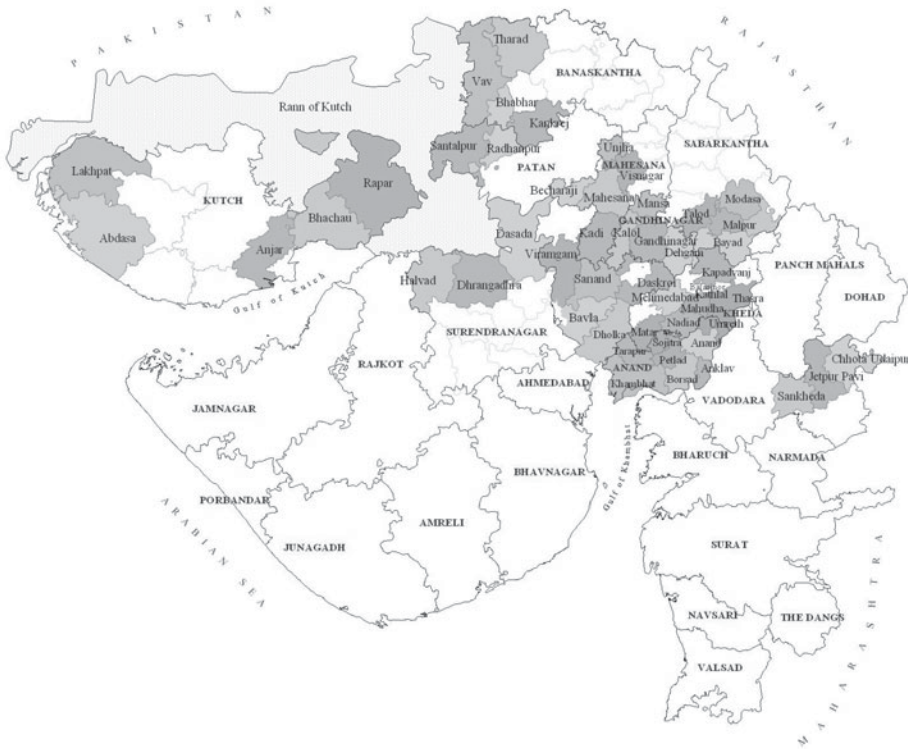 PAKISTAN
RAJASTHAN
Tharad
Vav
BANASKANTHA
Rann of Kutch
Bhabhar
Kankrej
Santalpur
Radhanpur
Unjha
SABARKANTHA
MAHESANA
PATAN
Visnagar
Lakhpat
Rapar
Becharaji
Mahesana
Mansa
Modasa
KUTCH
Talod
Bhachau
GANDHINAGAR
Malpur
Abdasa
Dasada
Kadi
Kalol
Gandhinagar
Bayad
Anjar
Viramgam
Dehgam
PANCH MAHALS
Halvad
Dhrangadhra
Sanand
Daskroi
Kapadvanj
DOHAD
Gulf of Kutch
Kathlal
Mehmedabad
Thasra
Mahudha
KHEDA
Bavla
SURENDRANAGAR
Dholka
Matar
Nadiad
Umreth
Sojitra
Anand
RAJKOT
Tarapur
Petlad
Chhota Udaipur
ANAND
Anklav
Jetpur Pavi
AHMEDABAD
Khambhat
Borsad
Sankheda
JAMNAGAR
VADODARA
Gulf of Khambhat
BHARUCH
NARMADA
BHAVNAGAR
PORBANDAR
AMRELI
JUNAGADH
ARABIAN SEA
SURAT
NAVSARI
THE DANGS
VALSAD
MAHARASHTRA